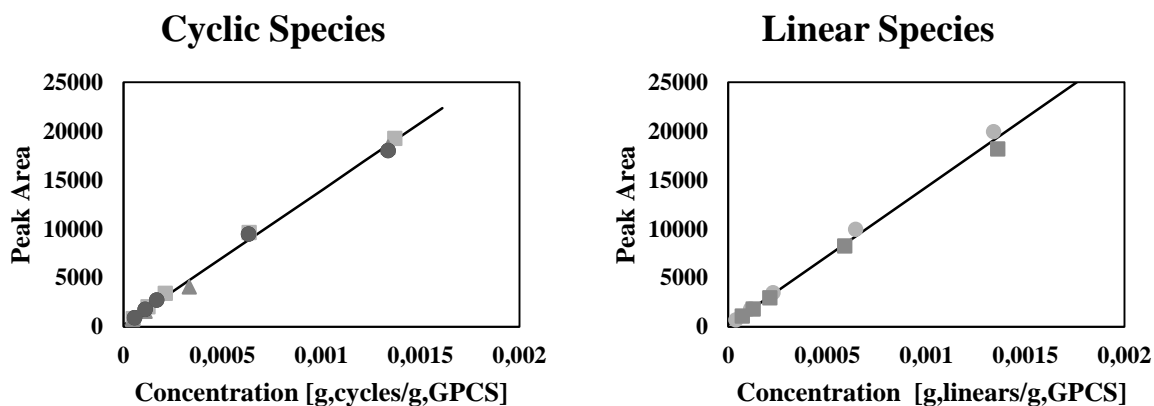 Cyclic Species
25000
20000
15000
10000
5000
0
Peak Area
0 0,0005 0,001 0,0015 0,002
Concentration [g,cycles/g,GPCS]
Linear Species
25000
20000
15000
10000
5000
0
Peak Area
0 0,0005 0,001 0,0015 0,002
Concentration [g,linears/g,GPCS]